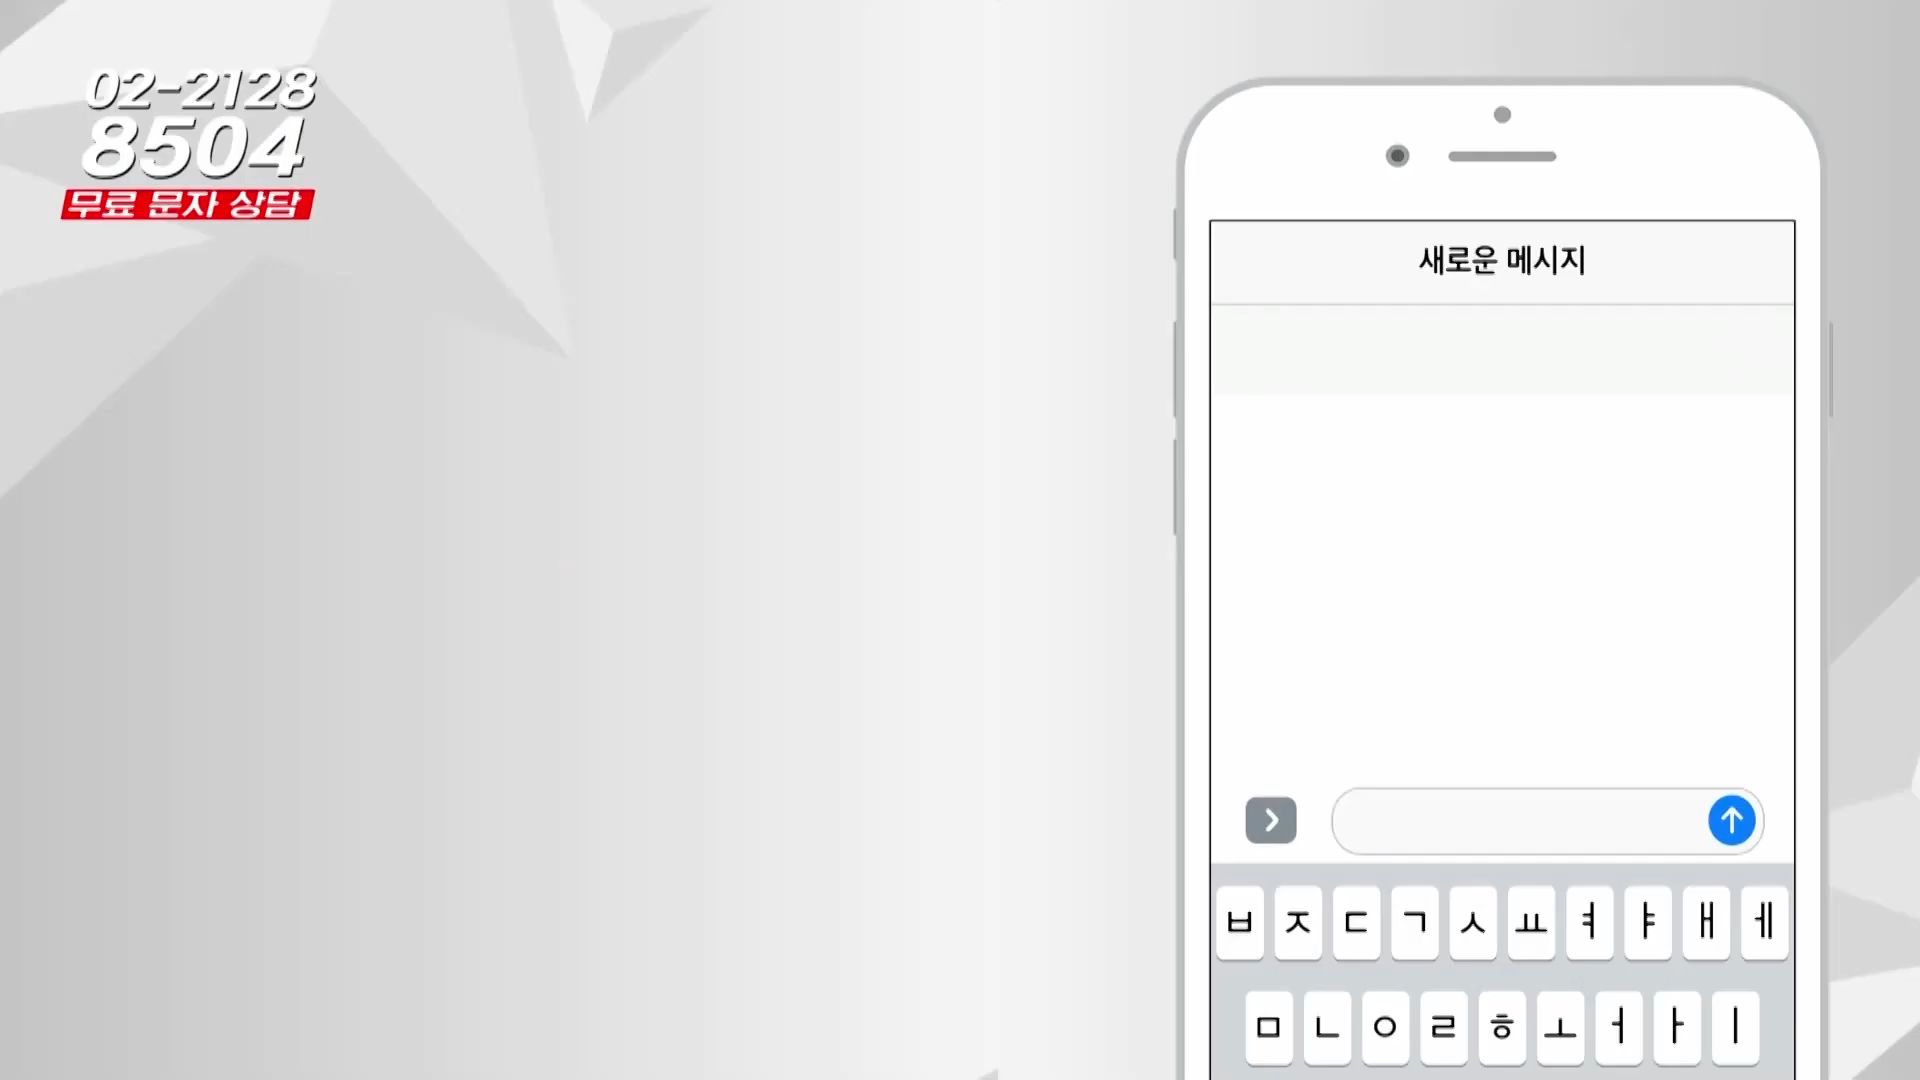 02-2128
8504
무료 문자 상담
새로운 메시지
ㅂ ㅈ ㄷ ㄱ ㅅ ㅛ ㅕ ㅑ ㅐ ㅔ
ㅁ ㄴ ㅇ ㄹ ㅎ ㅗ ㅓ ㅏ ㅣ